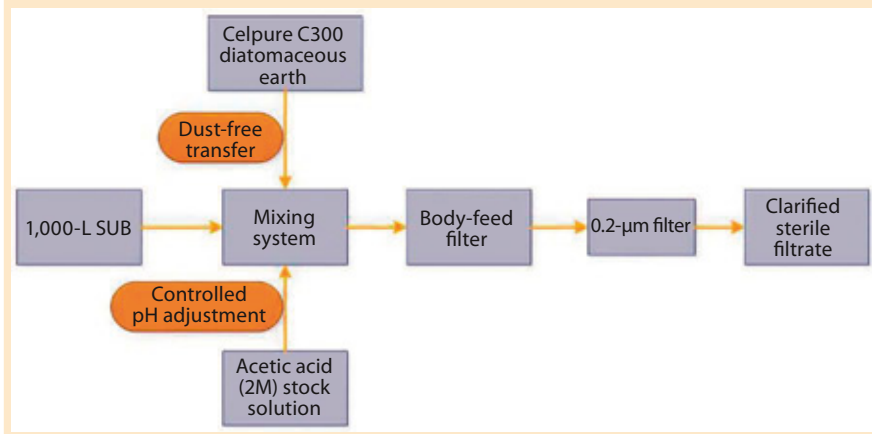 Celpure C300
diatomaceous
earth
Dust-free
transfer
1,000-L SUB
Mixing
system
Body-feed
filter
0.2-µm filter
Clarified
sterile
filtrate
Controlled
pH adjustment
Acetic acid
(2M) stock
solution